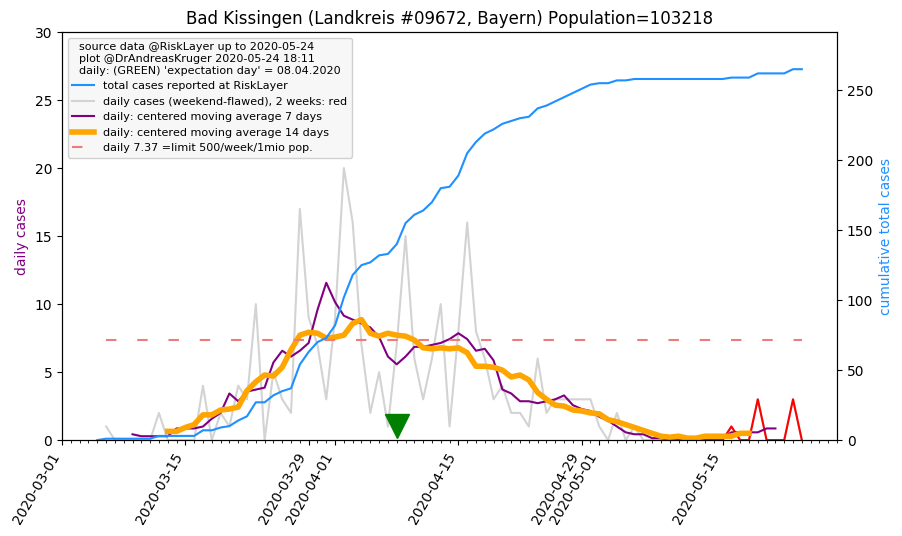 Bad Kissingen (Landkreis #09672, Bayern) Population=103218
source data @RiskLayer up to 2020-05-24
plot @DrAndreasKruger 2020-05-24 18:11
daily: (GREEN) 'expectation day' = 08.04.2020
total cases reported at RiskLayer
daily cases (weekend-flawed), 2 weeks: red
daily: centered moving average 7 days
daily: centered moving average 14 days
daily 7.37 =limit 500/week/1mio pop.
daily cases
30
25
20
15
10
5
0
cumulative total cases
250
200
150
100
50
0
2020-03-01
2020-03-15
2020-03-29
2020-04-01
2020-04-15
2020-04-29
2020-05-01
2020-05-15